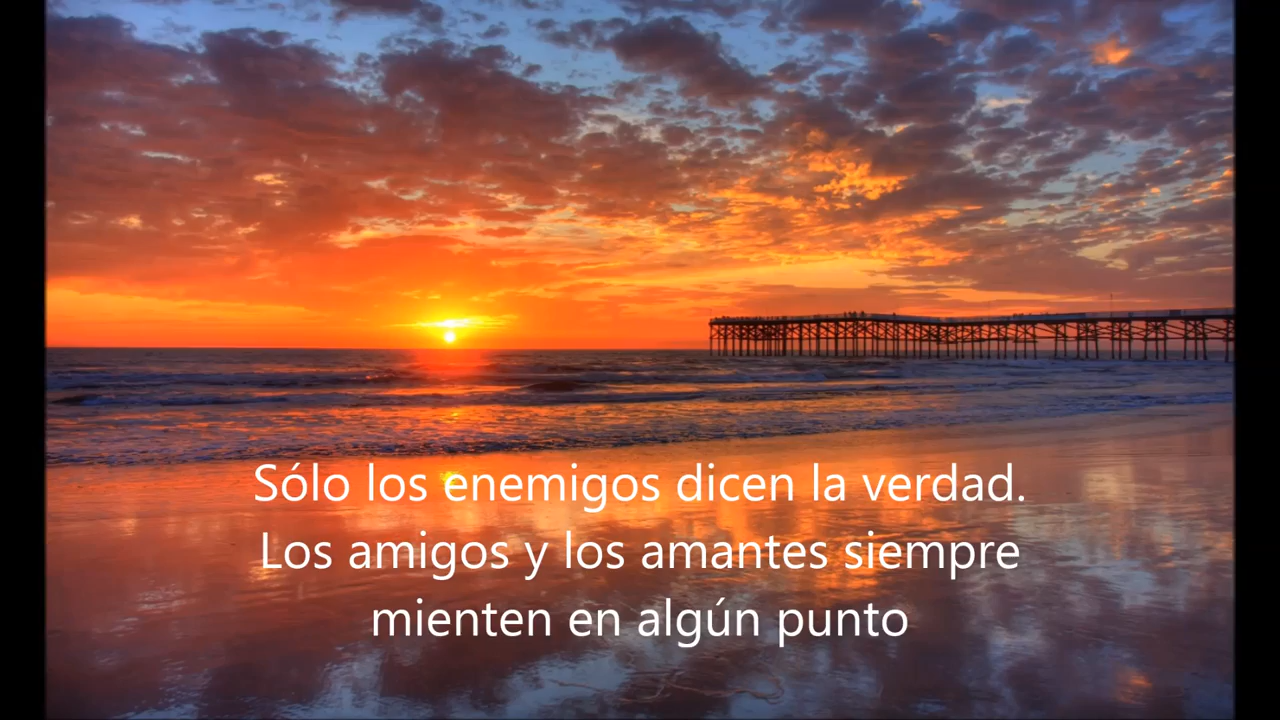 Sólo los enemigos dicen la verdad.
Los amigos y los amantes siempre
mienten en algún punto